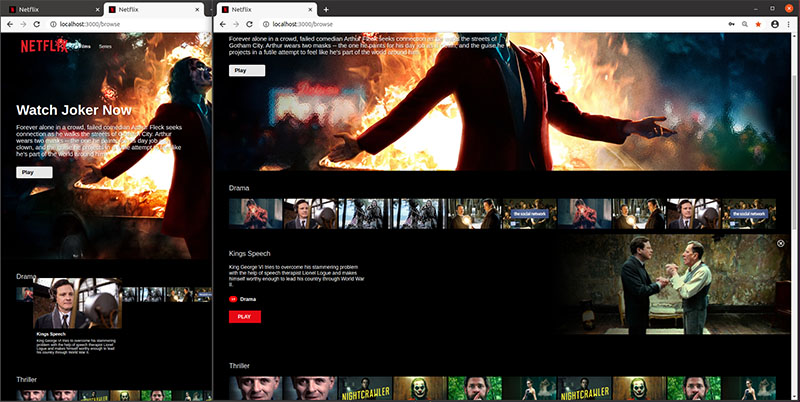 Netflix
Netflix
localhost:3000/browse
NETFLIX
Films
Series
Watch Joker Now
Forever alone in a crowd, failed comedian Arthur Fleck seeks
connection as he walks the streets of Gotham City. Arthur
wears two masks -- the one he paints for his day job as a
clown, and the guise he projects in a futile attempt to feel like
he's part of the world around him.
Play
Drama
Kings Speech
King George VI tries to overcome his stammering problem
with the help of speech therapist Lionel Logue and makes
himself worthy enough to lead
his country through World War II.
Thriller
Netflix
localhost:3000/browse
Forever alone in a crowd, failed comedian Arthur Fleck seeks connection as he walks the streets of
Gotham City. Arthur wears two masks -- the one he paints for his day job as a clown, and the guise he
projects in a futile attempt to feel like he's part of the world around him.
Play
Drama
the social network
the social network
Kings Speech
King George VI tries to overcome his stammering problem
with the help of speech therapist Lionel Logue and makes
himself worthy enough to lead his country through World War
II.
Drama
PLAY
Thriller
NIGHTCRAWLER
NIGHTCRAWLER